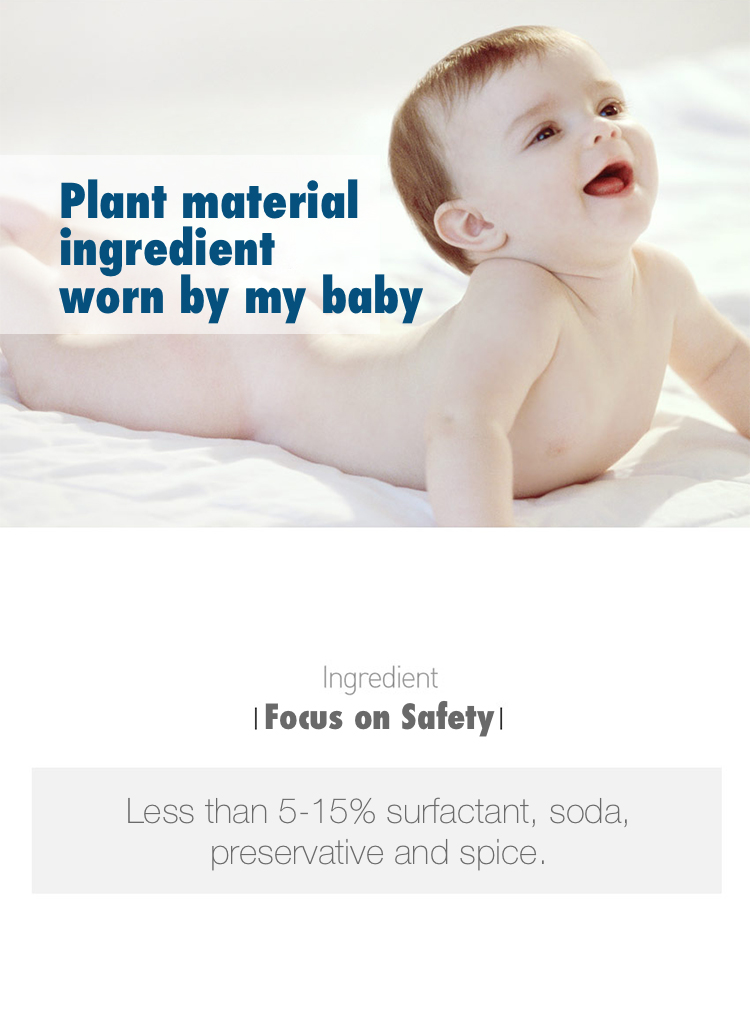 Plant material
ingredient
worn by my baby
Ingredient
|Focus on Safety|
Less than 5-15% surfactant, soda,
preservative and spice.